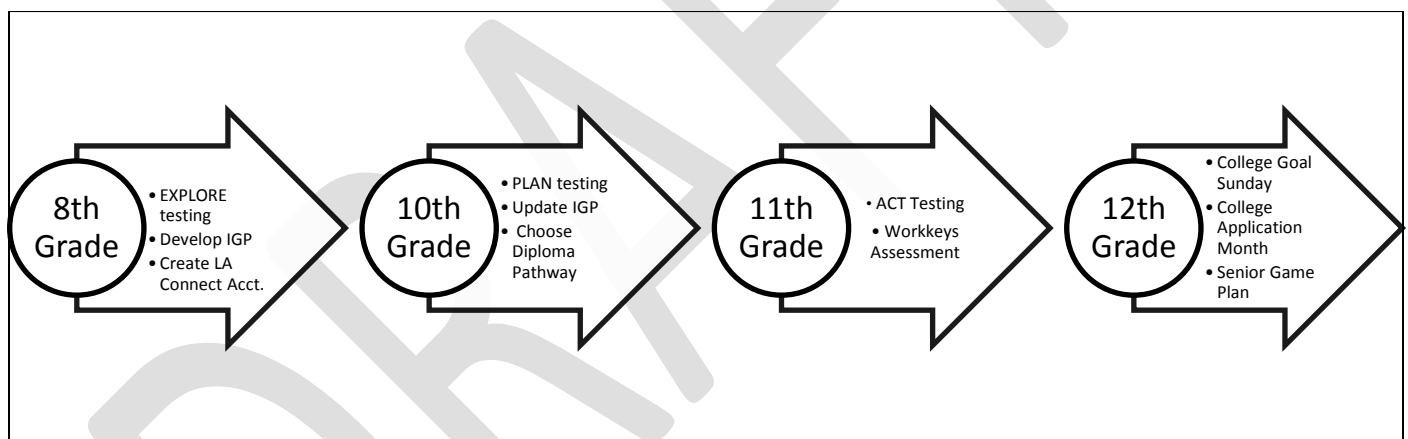 8th
Grade
• EXPLORE
testing
• Develop IGP
• Create LA
Connect Acct.
10th
Grade
• PLAN testing
• Update IGP
• Choose
Diploma
Pathway
11th
Grade
• ACT Testing
• Workkeys
Assessment
12th
Grade
• College Goal
Sunday
• College
Application
Month
• Senior Game
Plan
DRAFT